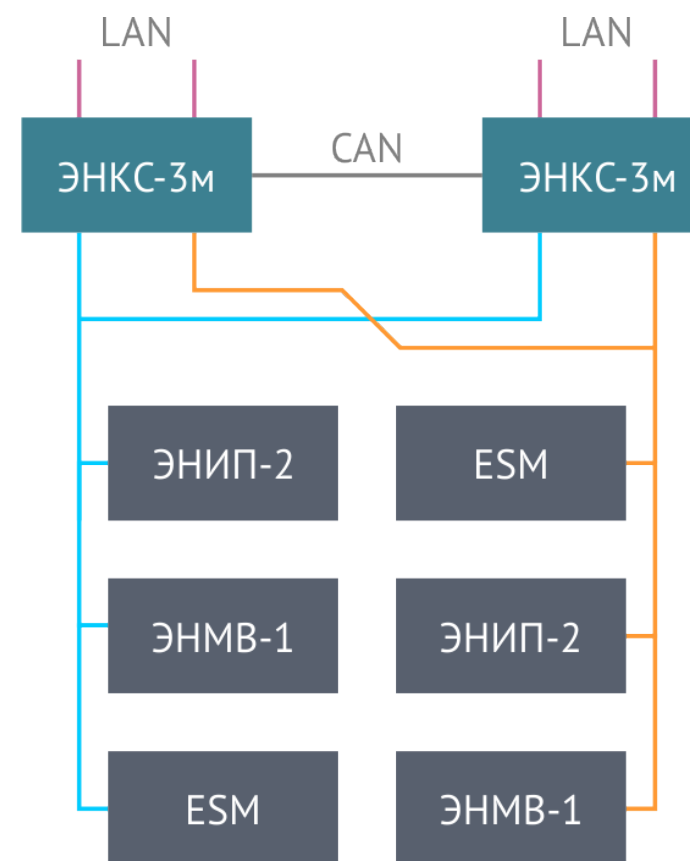 LAN
LAN
ЭНКС-3м
CAN
ЭНКС-3м
ЭНИП-2
ESM
ЭНМВ-1
ЭНИП-2
ESM
ЭНМВ-1